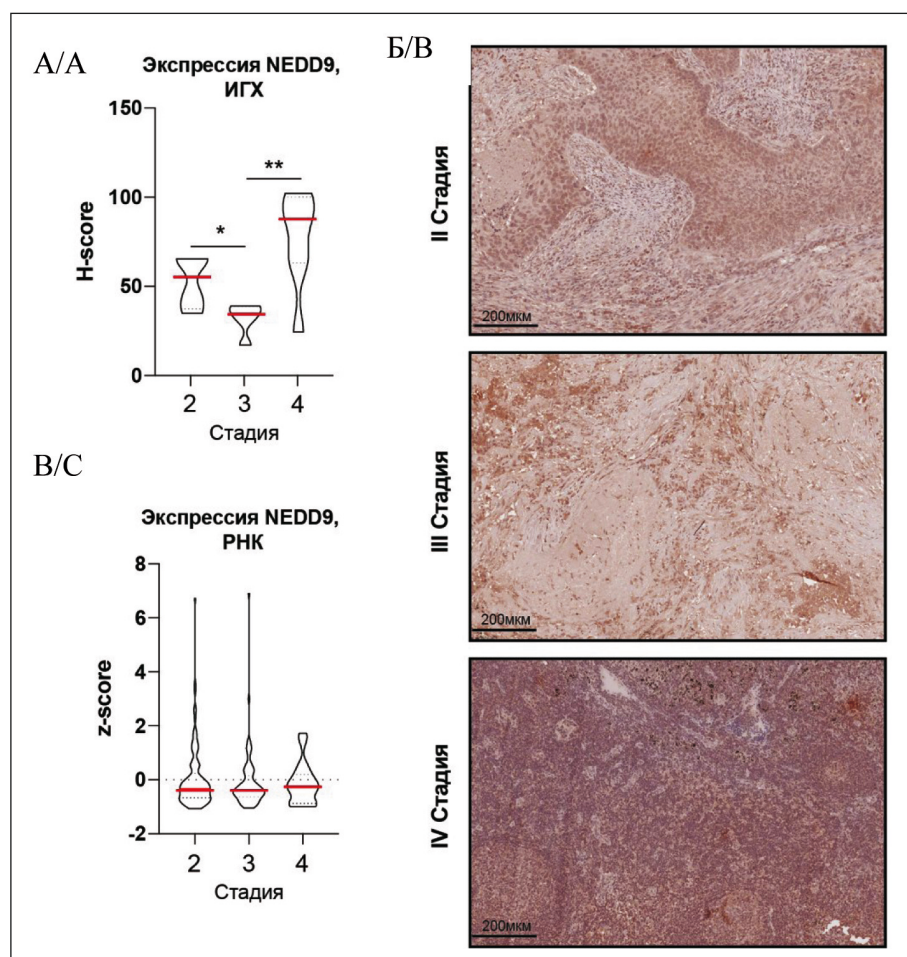 А/А
Экспрессия NEDD9,
ИГХ
150
100
50
0
H-score
*
**
2 3 4
Стадия
Б/В
II Стадия
200мкм
III Стадия
200мкм
IV Стадия
200мкм
В/С
Экспрессия NEDD9,
РНК
8
6
4
2
0
-2
z-score
2 3 4
Стадия